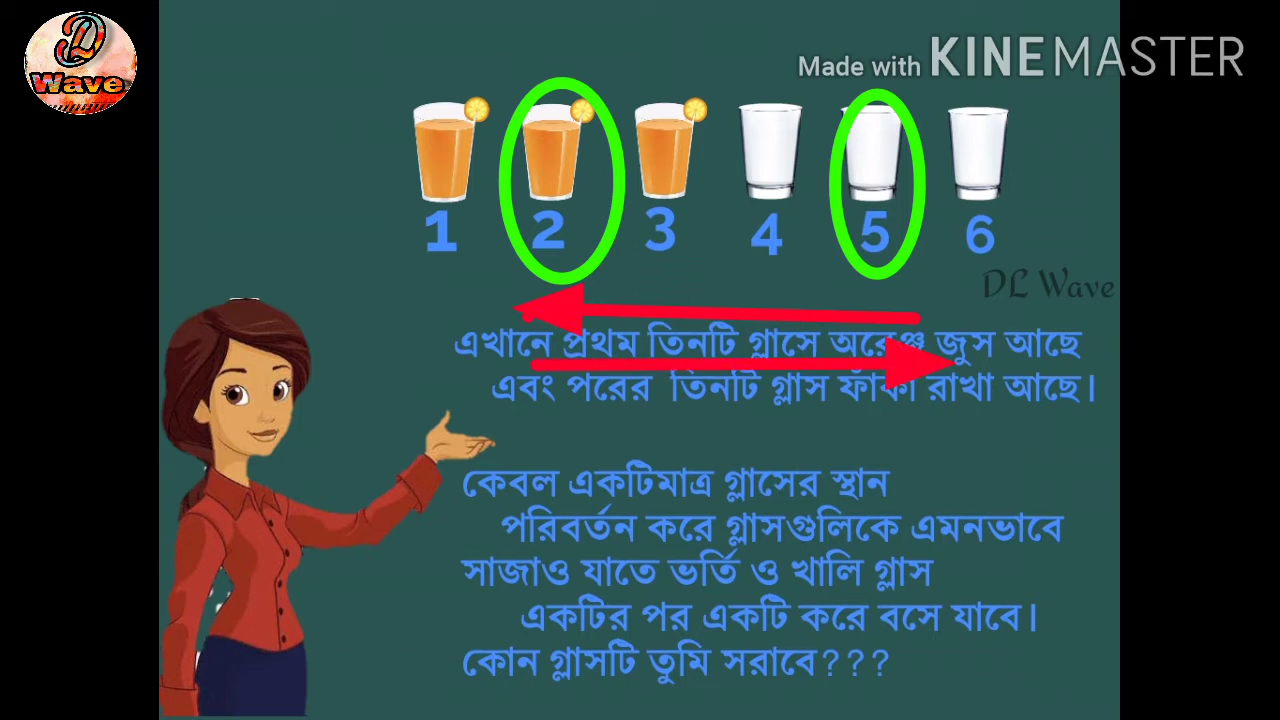 D
Wave
Made with KINEMASTER
1 2 3 4 5 6
DL Wave
এখানে প্রথম তিনটি গ্লাসে অরেঞ্জ জুস আছে
এবং পরের তিনটি গ্লাস ফাঁকা রাখা আছে।
কেবল একটিমাত্র গ্লাসের স্থান
পরিবর্তন করে গ্লাসগুলিকে এমনভাবে
সাজাও যাতে ভর্তি ও খালি গ্লাস
একটির পর একটি করে বসে যাবে।
কোন গ্লাসটি তুমি সরাবে???